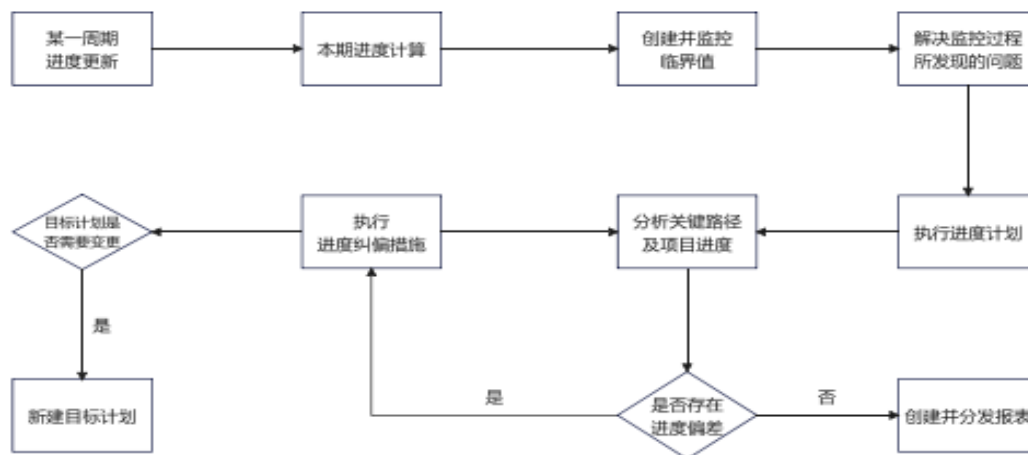 某一周期
进度更新
本期进度计算
创建并监控
临界值
解决监控过程
所发现的问题
目标计划是
否需要变更
执行
进度纠偏措施
分析关键路径
及项目进度
执行进度计划
是
新建目标计划
是
是否存在
进度偏差
否
创建并分发报表